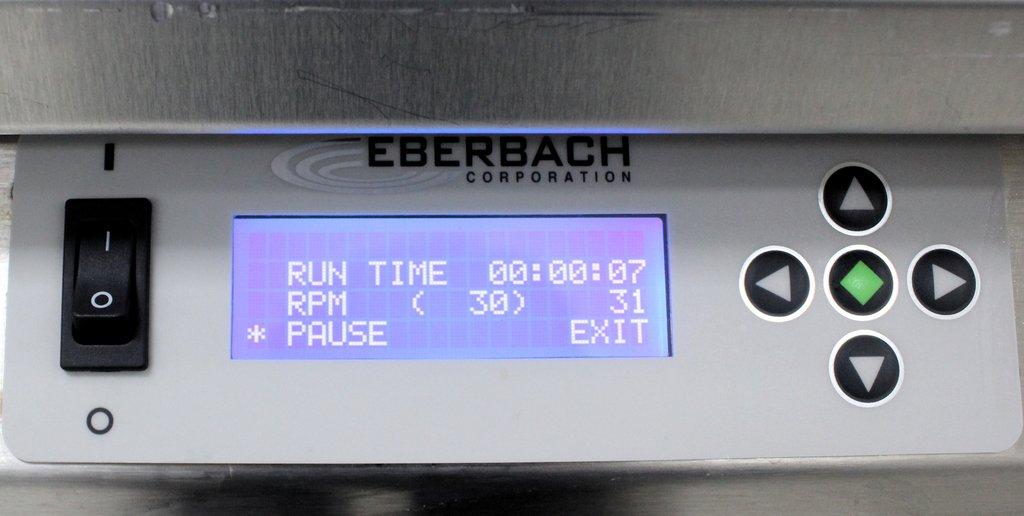 EBERBACH
CORPORATION
RUN TIME 00:00:07
RPM ( 30) 31
* PAUSE EXIT